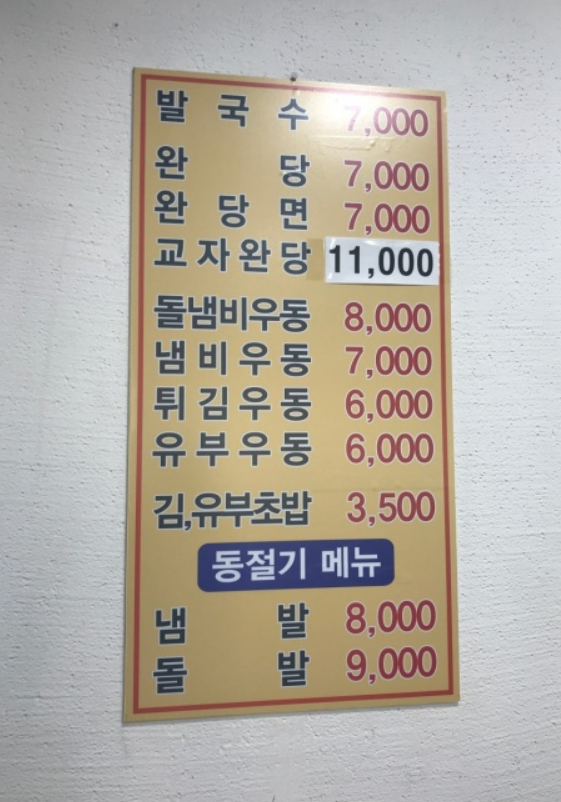 발국수 7,000
완당 7,000
완당면 7,000
교자완당 11,000
돌냄비우동 8,000
냄비우동 7,000
튀김우동 6,000
유부우동 6,000
김,유부초밥 3,500
동절기 메뉴
냄발 8,000
돌발 9,000